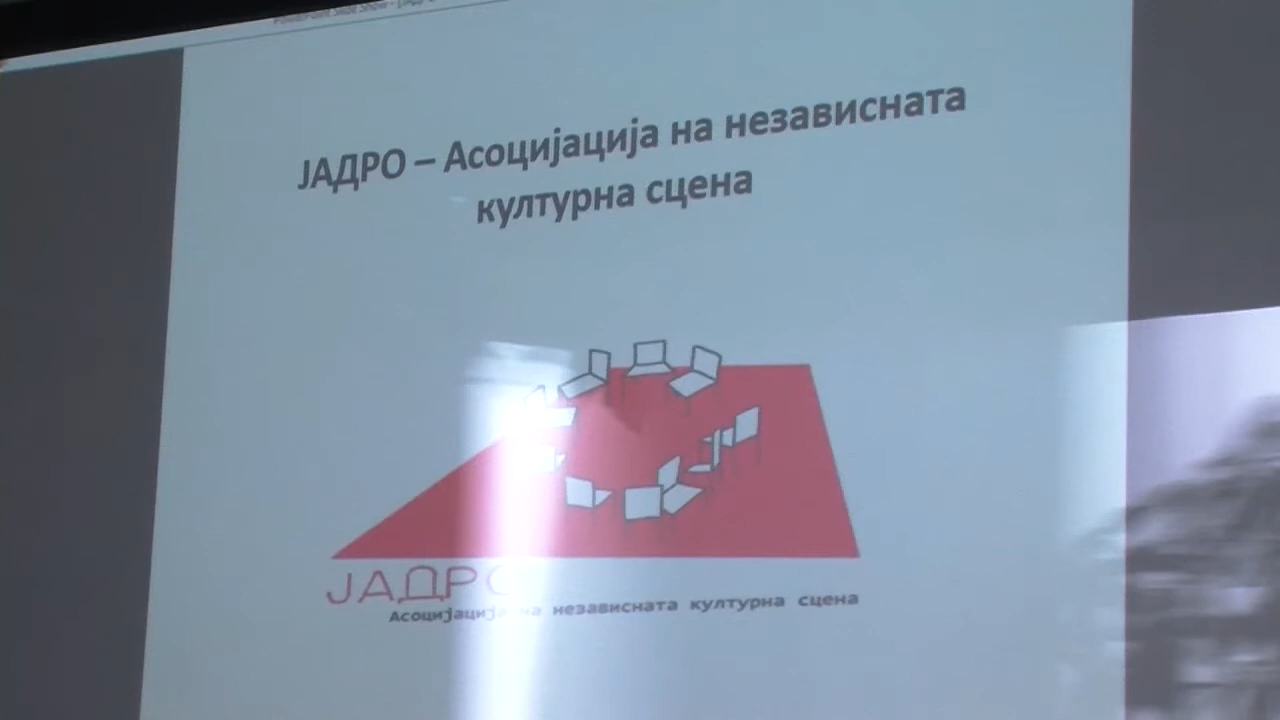 ЈАДРО – Асоцијација на независната
културна сцена
ЈАДРО
Асоцијација на независната културна сцена